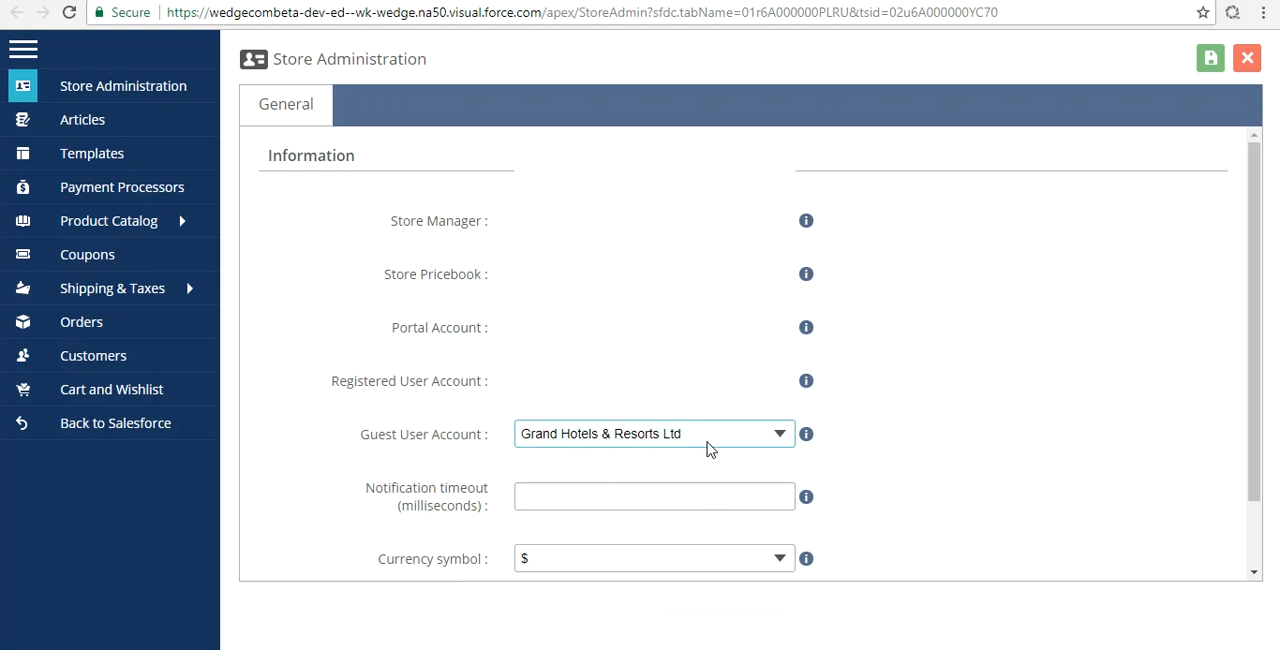 Secure https://wedgecombeta-dev-ed--wk-wedge.na50.visual.force.com/apex/StoreAdmin?sfdc.tabName=01r6A000000PLRU&tsid=02u6A000000YC70
Store Administration
Store Administration
Articles
Templates
Payment Processors
Product Catalog
Coupons
Shipping & Taxes
Orders
Customers
Cart and Wishlist
Back to Salesforce
General
Information
Store Manager :
Store Pricebook :
Portal Account :
Registered User Account :
Guest User Account : Grand Hotels & Resorts Ltd
Notification timeout
(milliseconds) :
Currency symbol : $